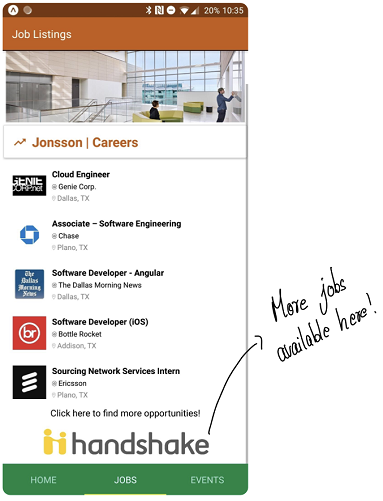 20% 10:35
Job Listings
Jonsson | Careers
Cloud Engineer
GENIE
CORP.net
@ Genie Corp.
Dallas, TX
Associate – Software Engineering
@ Chase
Plano, TX
Software Developer - Angular
The
Dallas
Morning
News
@ The Dallas Morning News
Dallas, TX
Software Developer (iOS)
br
@ Bottle Rocket
Addison, TX
Sourcing Network Services Intern
@ Ericsson
Plano, TX
Click here to find more opportunities!
handshake
HOME JOBS EVENTS
More jobs
available here!